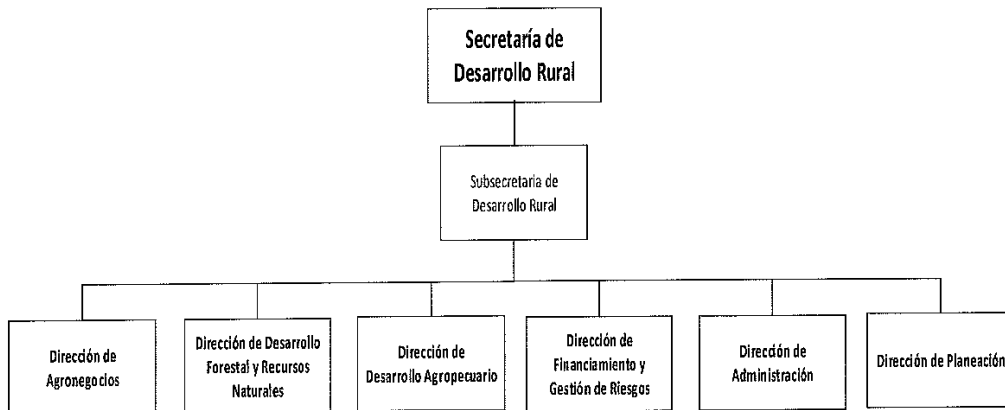 Secretaría de
Desarrollo Rural
Subsecretaria de
Desarrollo Rural
Dirección de
Agronegocios
Dirección de Desarrollo
Forestal y Recursos
Naturales
Dirección de
Desarrollo Agropecuario
Dirección de
Financiamiento y
Gestión de Riesgos
Dirección de
Administración
Dirección de Planeación